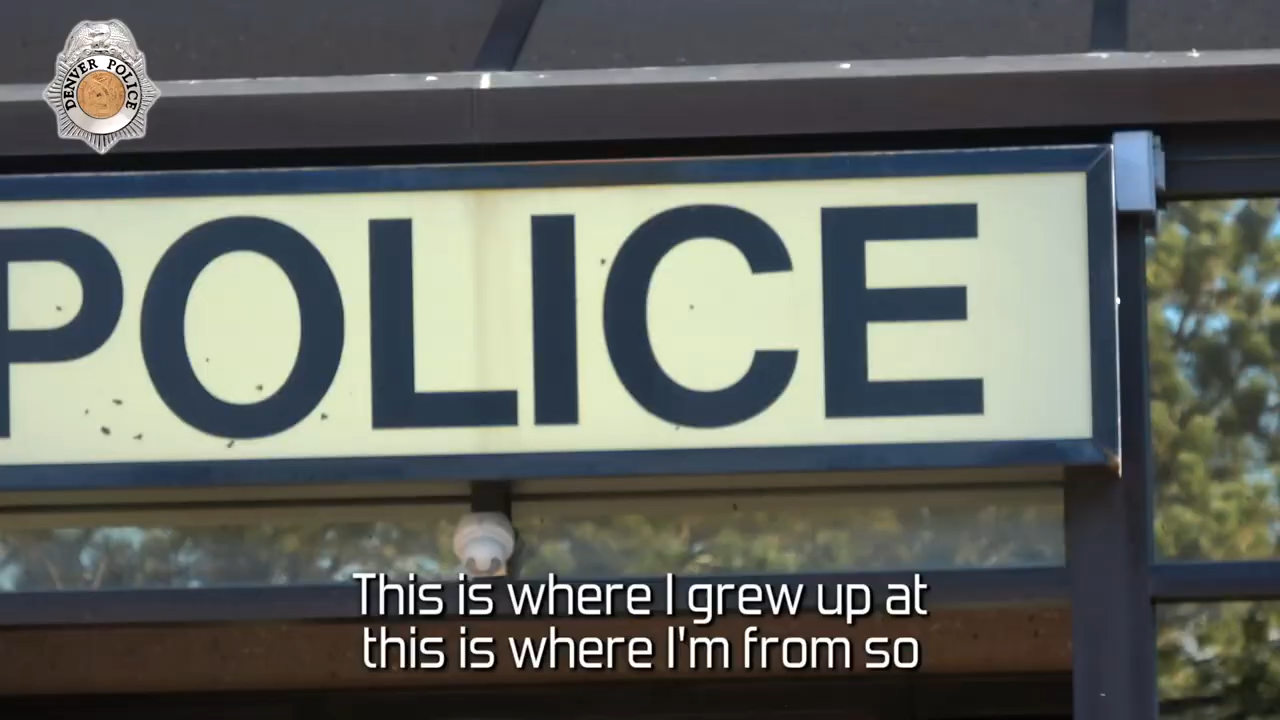 DENVER POLICE
POLICE
This is where I grew up at
this is where I'm from so